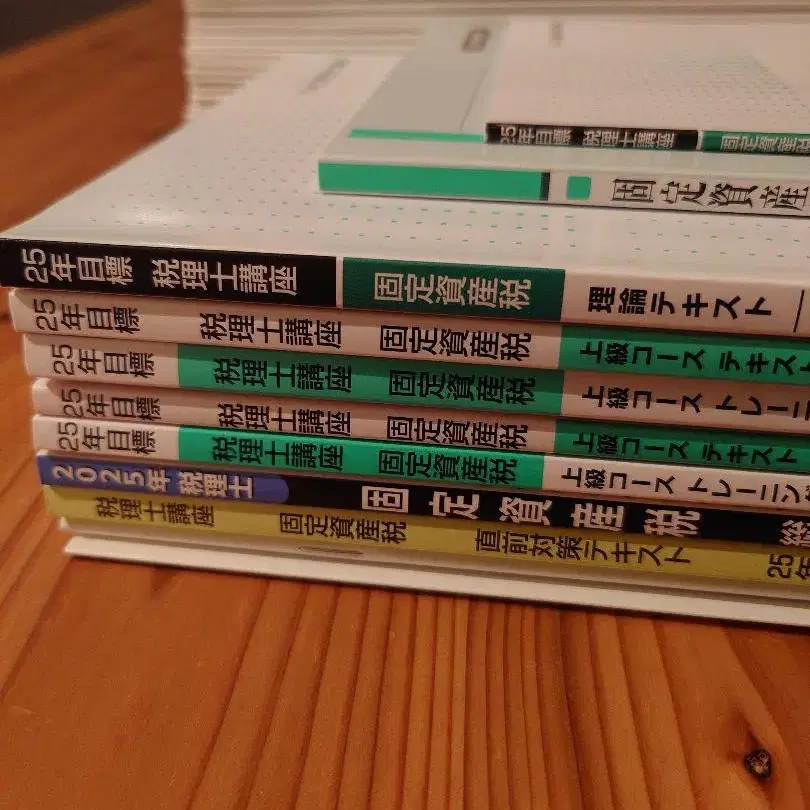 25年目標 税理士講座 固定資産税
固定資産
25年目標 税理士講座 固定資産税 理論テキスト
25年目標 税理士講座 固定資産税 上級コース テキスト
25年目標 税理士講座 固定資産税 上級コース トレーニ
25年目標 税理士講座 固定資産税 上級コース テキスト
25年目標 税理士講座 固定資産税 上級コース トレーニング
2025年 税理士 固定資産税 総
税理士講座 固定資産税 直前対策テキスト 25年